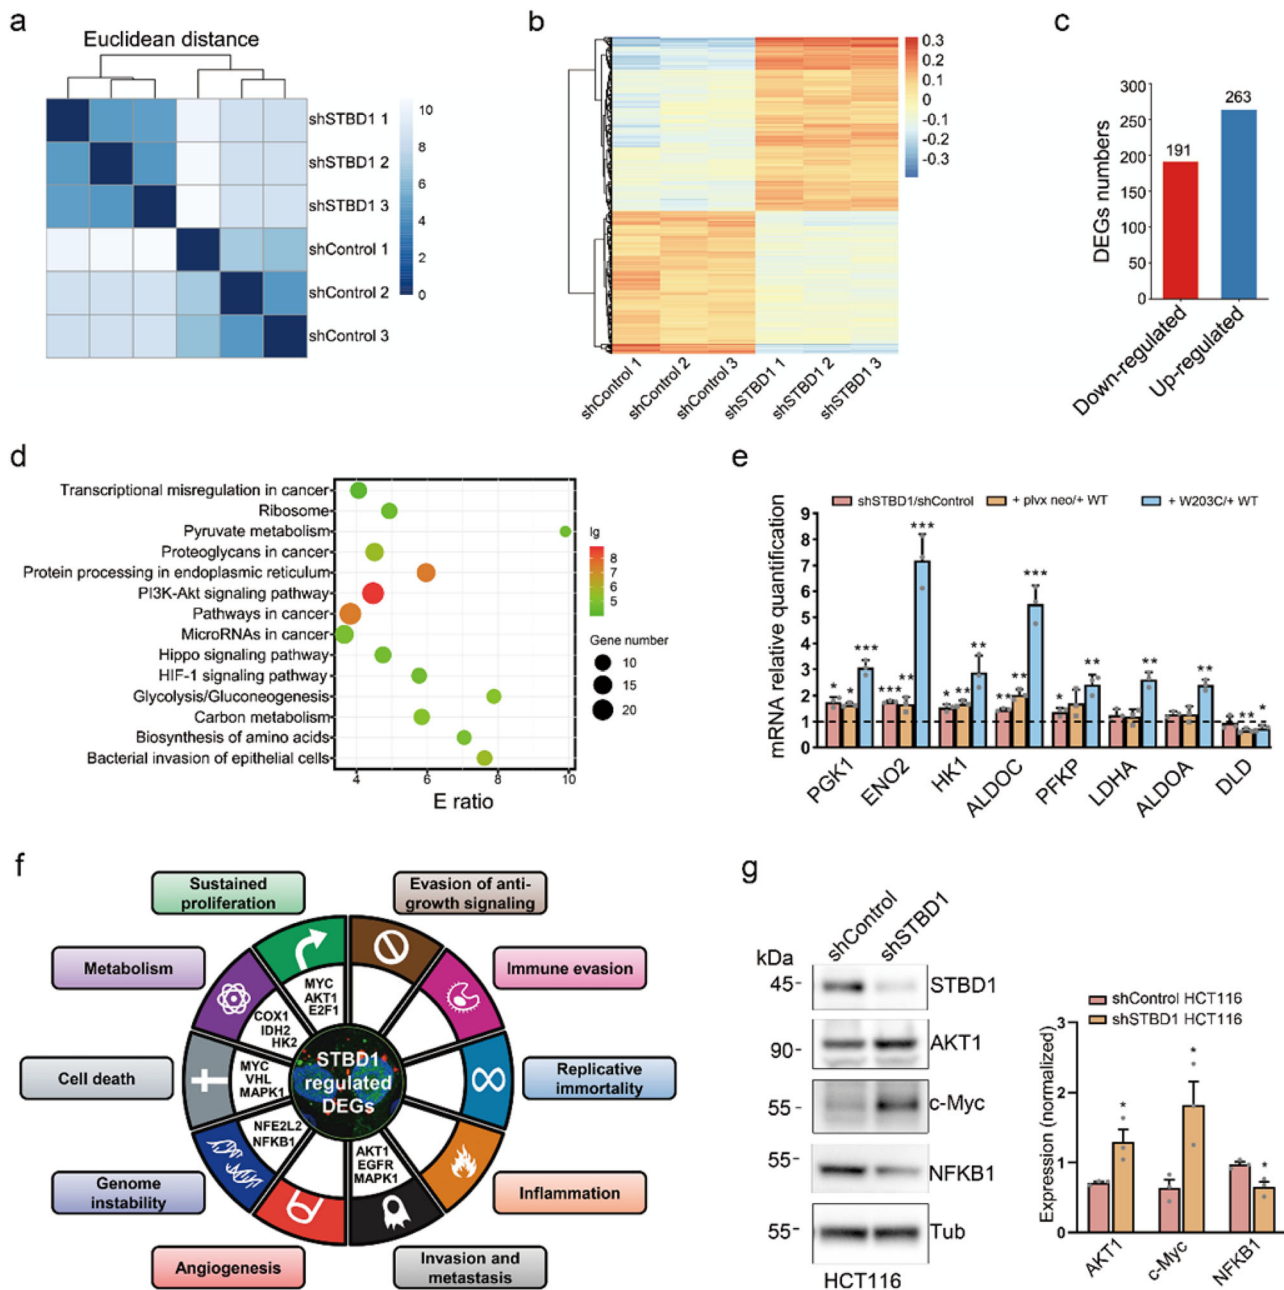 a
Euclidean distance
shSTBD1 1
shSTBD1 2
shSTBD1 3
shControl 1
shControl 2
shControl 3
10
8
6
4
2
0
b
0.3
0.2
0.1
0
-0.1
-0.2
-0.3
shControl 1
shControl 2
shControl 3
shSTBD1 1
shSTBD1 2
shSTBD1 3
c
DEGs numbers
300
250
200
150
100
50
0
191
263
Down-regulated
Up-regulated
d
Transcriptional misregulation in cancer
Ribosome
Pyruvate metabolism
Proteoglycans in cancer
Protein processing in endoplasmic reticulum
PI3K-Akt signaling pathway
Pathways in cancer
MicroRNAs in cancer
Hippo signaling pathway
HIF-1 signaling pathway
Glycolysis/Gluconeogenesis
Carbon metabolism
Biosynthesis of amino acids
Bacterial invasion of epithelial cells
4
6
8
10
E ratio
lg
8
7
6
5
Gene number
10
15
20
e
shSTBD1/shControl
+ plvx neo/+ WT
+ W203C/+ WT
mRNA relative quantification
9
8
7
6
5
4
3
2
1
0
* * ***
*** ** ***
* ** **
** ** ***
* **
**
**
** *
PGK1
ENO2
HK1
ALDOC
PFKP
LDHA
ALDOA
DLD
f
Sustained
proliferation
Evasion of anti-
growth signaling
Metabolism
Immune evasion
Cell death
Replicative
immortality
Genome
instability
Inflammation
Angiogenesis
Invasion and
metastasis
MYC
AKT1
E2F1
COX1
IDH2
HK2
MYC
VHL
MAPK1
NFE2L2
NFKB1
AKT1
EGFR
MAPK1
STBD1
regulated
DEGs
g
shControl
shSTBD1
kDa
45-
STBD1
90-
AKT1
55-
c-Myc
55-
NFKB1
55-
Tub
HCT116
shControl HCT116
shSTBD1 HCT116
Expression (normalized)
3
2
1
0
*
*
*
AKT1
c-Myc
NFKB1